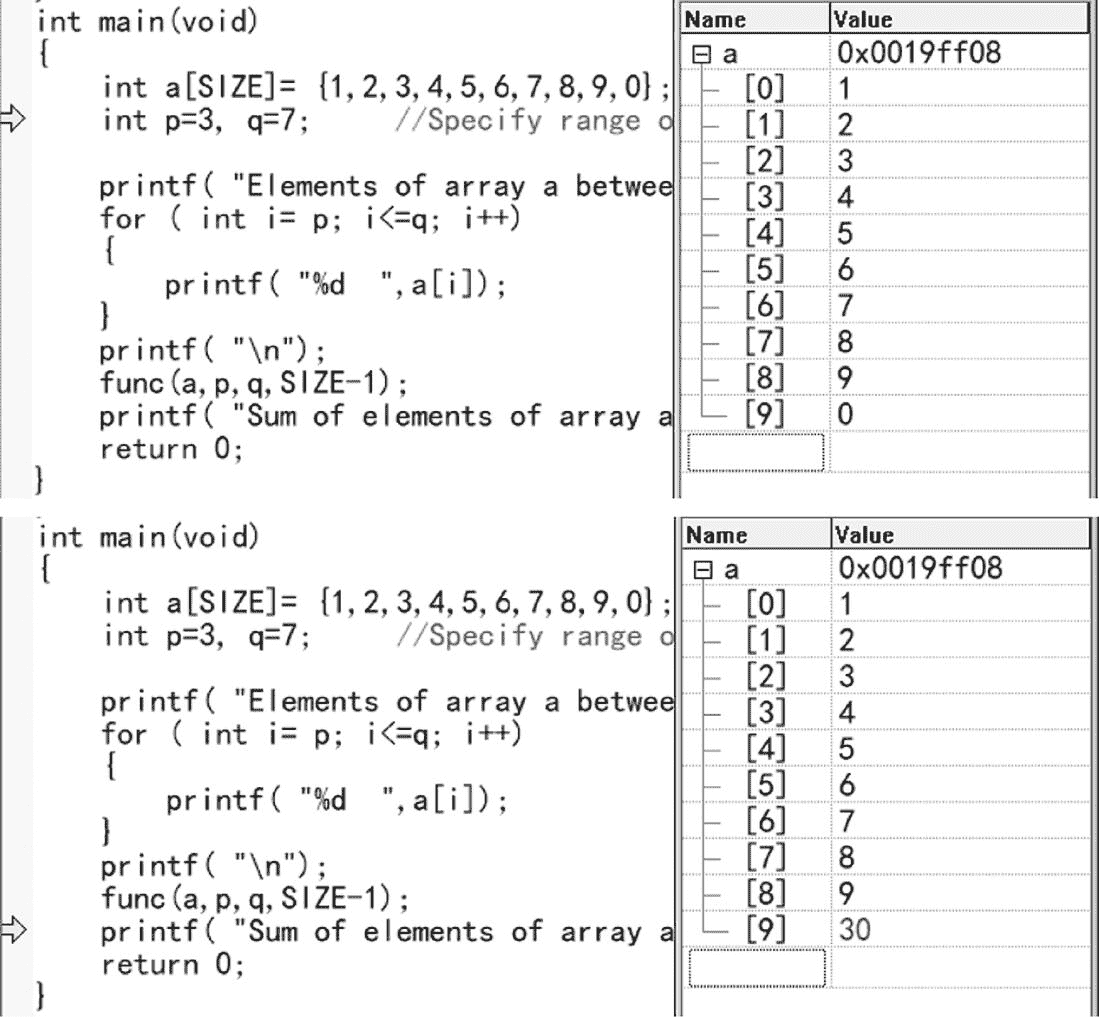 int main(void)
{
int a[SIZE]= {1,2,3,4,5,6,7,8,9,0};
int p=3, q=7; //Specify range o
printf( "Elements of array a betwee
for ( int i= p; i<=q; i++)
{
printf( "%d ",a[i]);
}
printf( "\n");
func(a,p,q,SIZE-1);
printf( "Sum of elements of array a
return 0;
}
Name Value
a 0x0019ff08
[0] 1
[1] 2
[2] 3
[3] 4
[4] 5
[5] 6
[6] 7
[7] 8
[8] 9
[9] 0
int main(void)
{
int a[SIZE]= {1,2,3,4,5,6,7,8,9,0};
int p=3, q=7; //Specify range o
printf( "Elements of array a betwee
for ( int i= p; i<=q; i++)
{
printf( "%d ",a[i]);
}
printf( "\n");
func(a,p,q,SIZE-1);
printf( "Sum of elements of array a
return 0;
}
Name Value
a 0x0019ff08
[0] 1
[1] 2
[2] 3
[3] 4
[4] 5
[5] 6
[6] 7
[7] 8
[8] 9
[9] 30